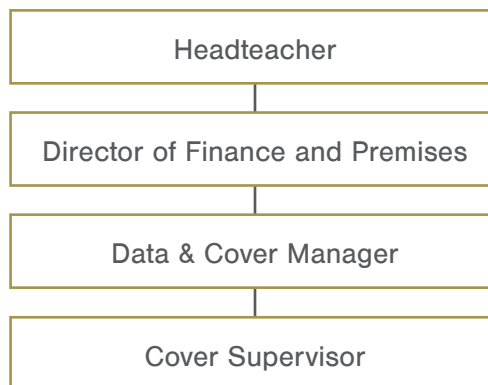 Headteacher
Director of Finance and Premises
Data & Cover Manager
Cover Supervisor